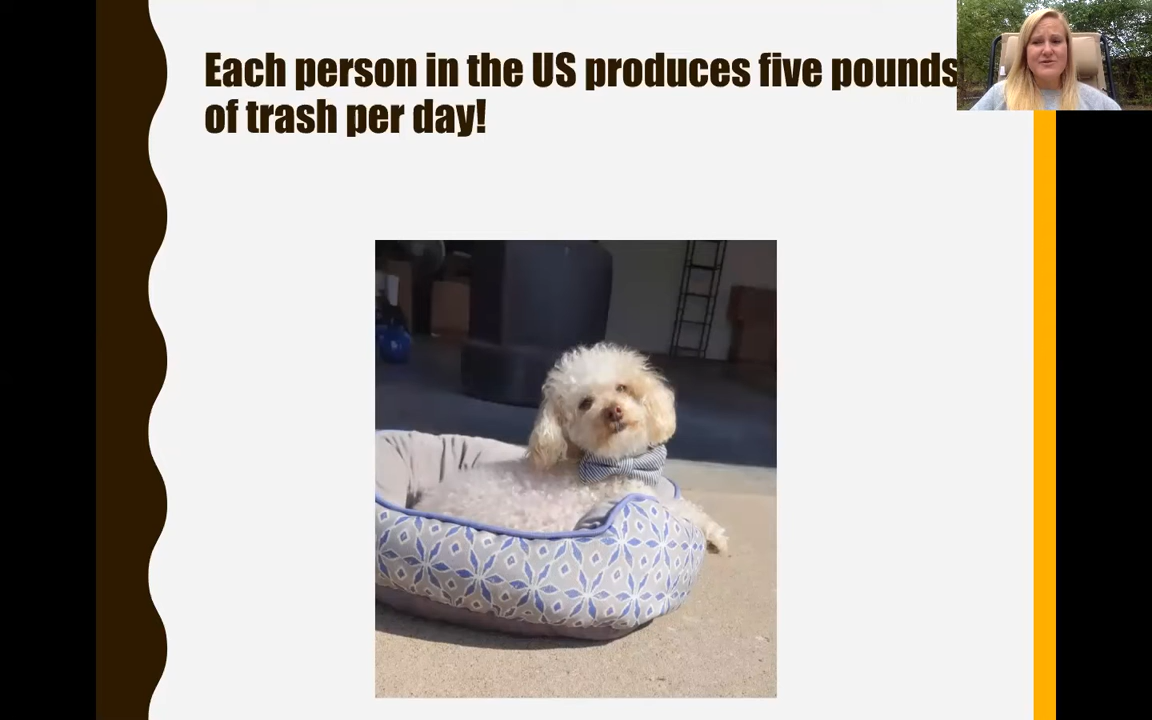 Each person in the US produces five pounds
of trash per day!